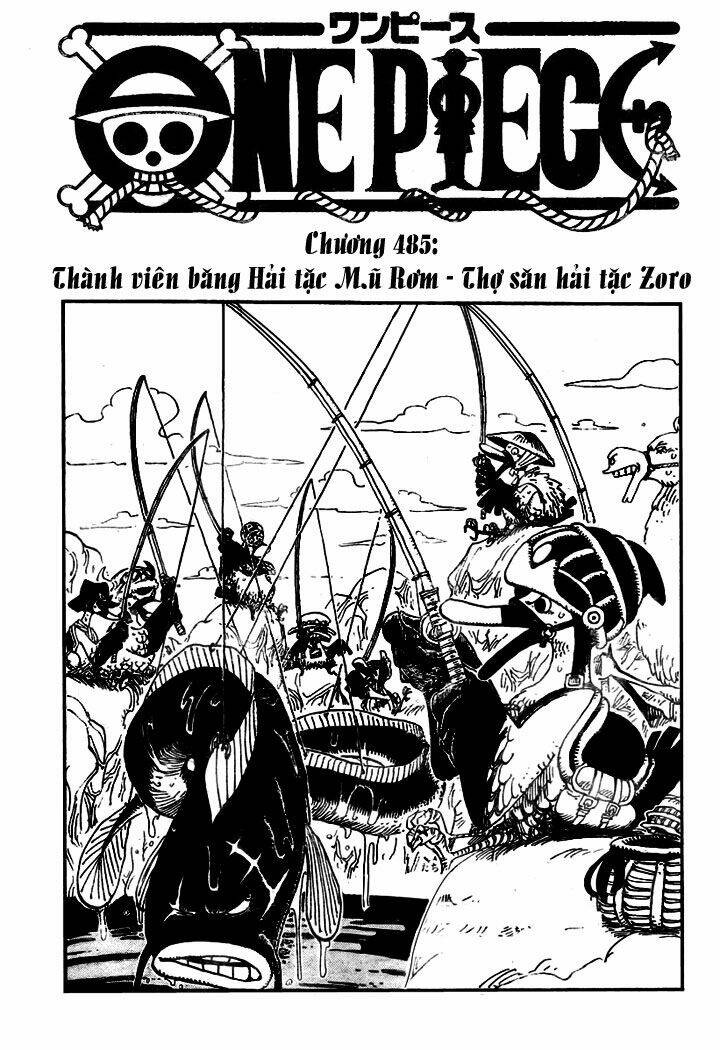 ワンピース
ONE PIECE
Chương 485:
Thành viên băng Hải tặc M.ũ Rơm - Thợ săn hải tặc Zoro